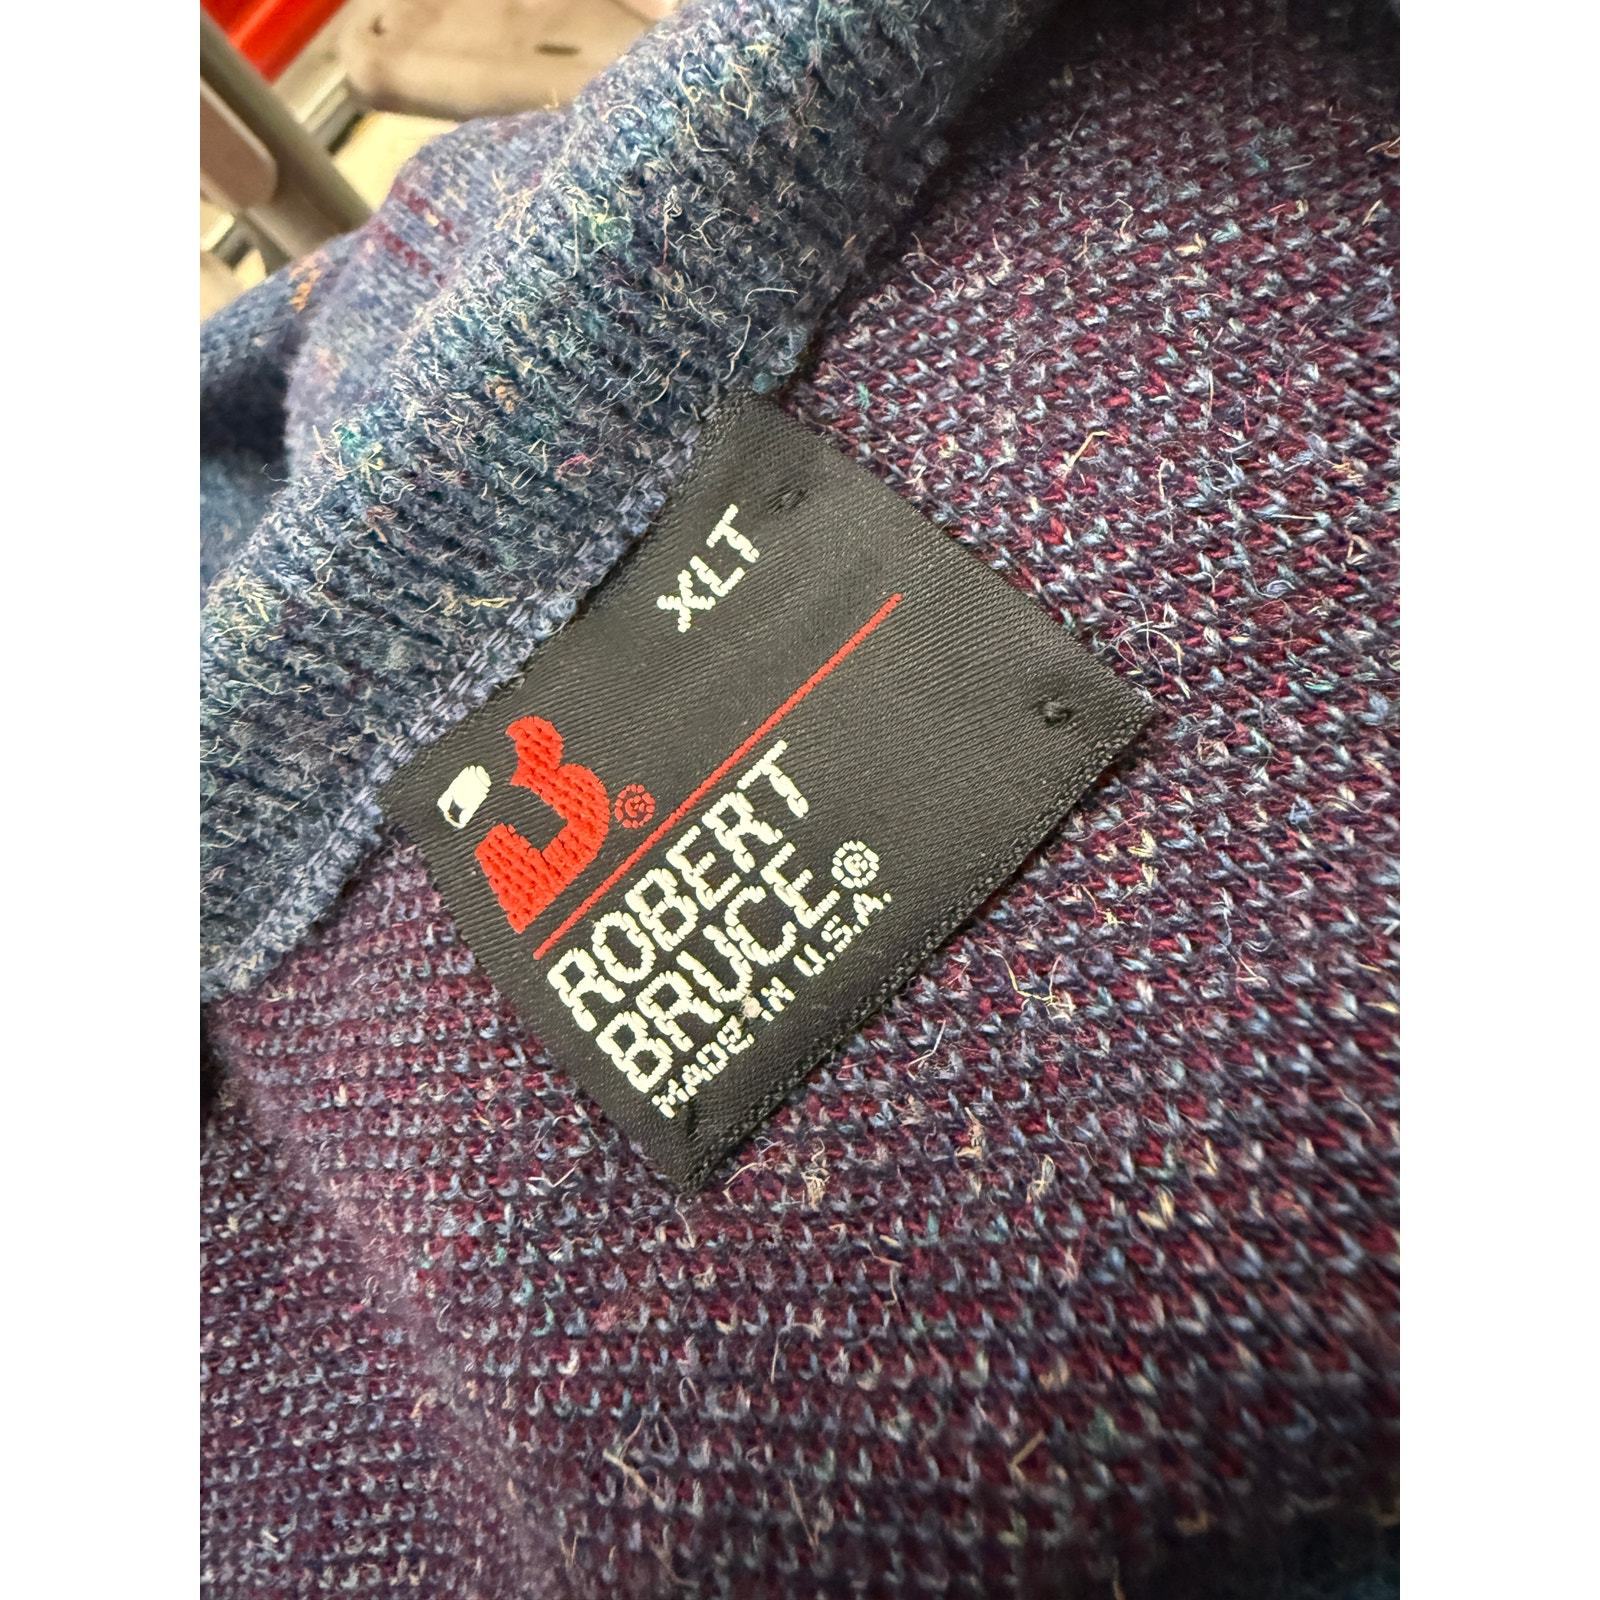 XLT
®
ROBERT
BRUCE®
MADE IN U.S.A.